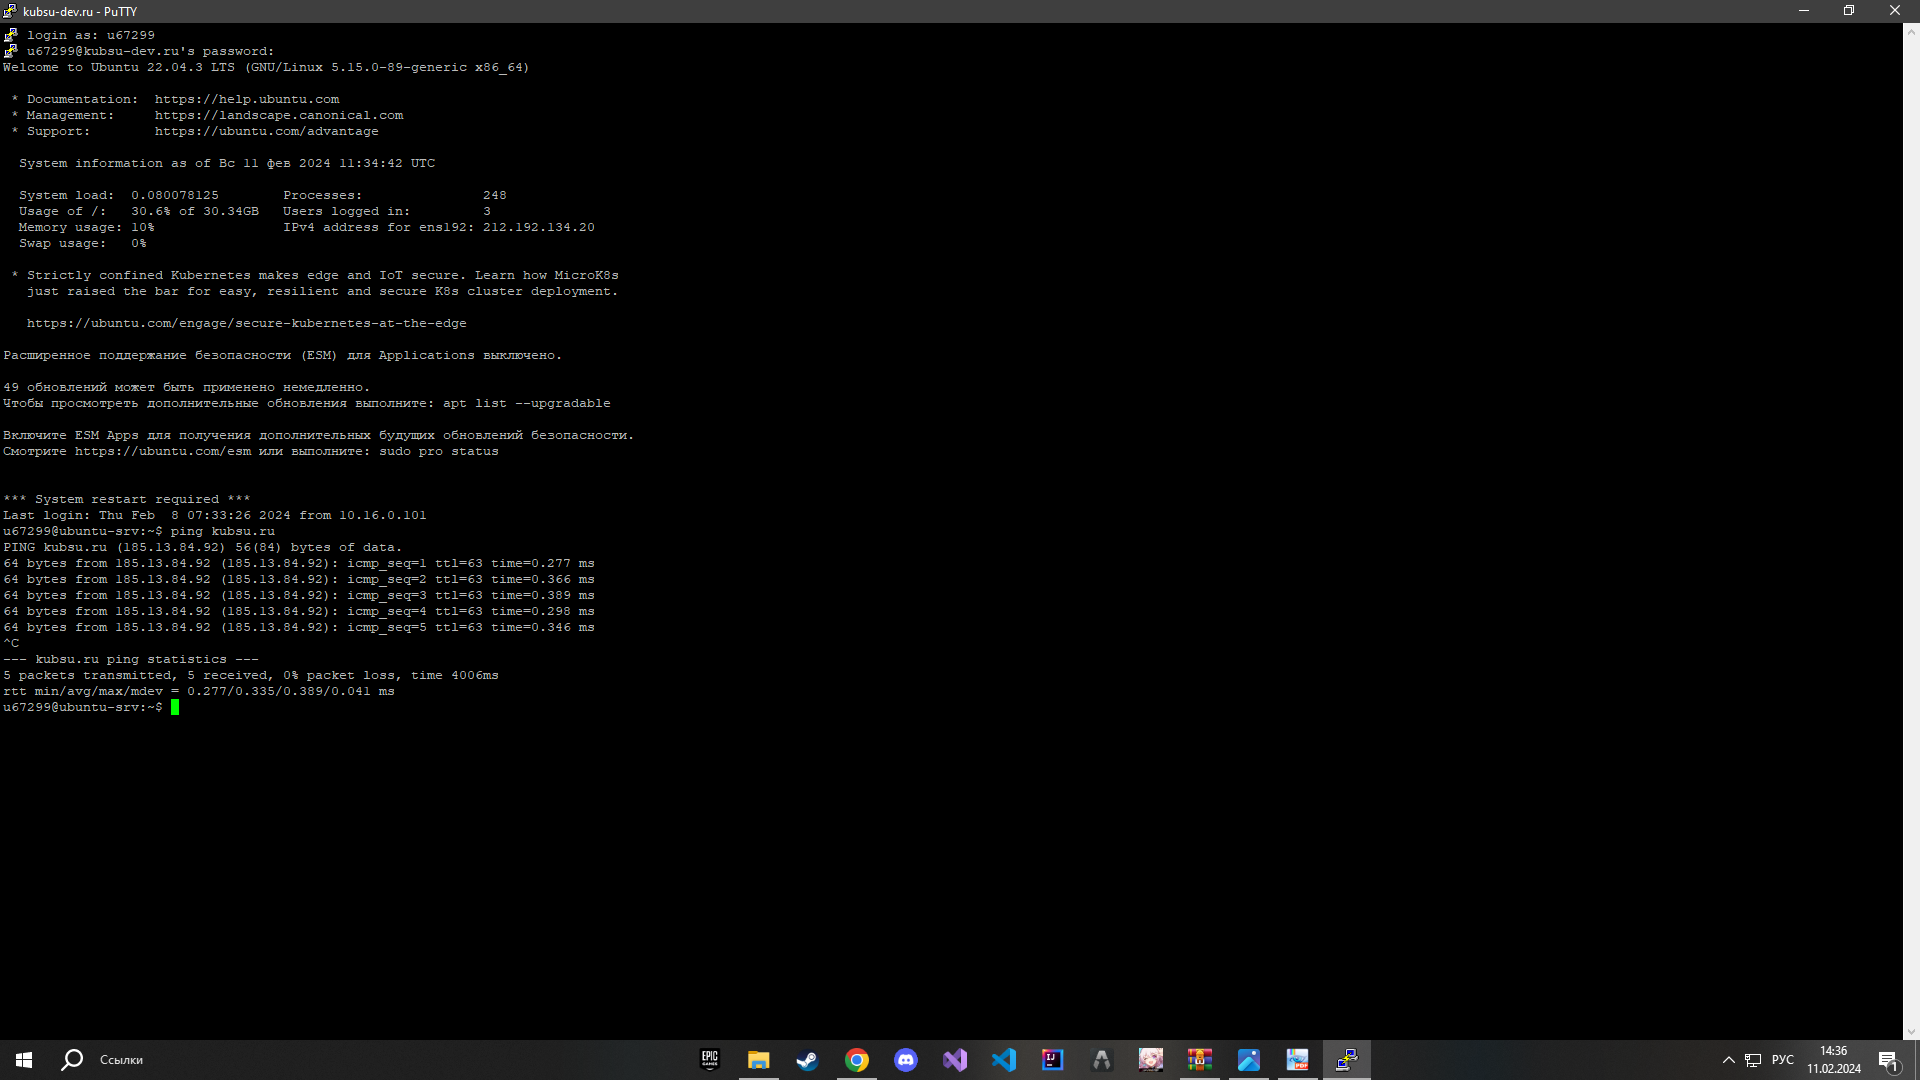 kubsu-dev.ru - PuTTY
login as: u67299
u67299@kubsu-dev.ru's password:
Welcome to Ubuntu 22.04.3 LTS (GNU/Linux 5.15.0-89-generic x86_64)
* Documentation:  https://help.ubuntu.com
* Management:     https://landscape.canonical.com
* Support:        https://ubuntu.com/advantage
System information as of Вс 11 фев 2024 11:34:42 UTC
System load:  0.080078125        Processes:               248
Usage of /:   30.6% of 30.34GB   Users logged in:         3
Memory usage: 10%                IPv4 address for ens192: 212.192.134.20
Swap usage:   0%
* Strictly confined Kubernetes makes edge and IoT secure. Learn how MicroK8s
just raised the bar for easy, resilient and secure K8s cluster deployment.
https://ubuntu.com/engage/secure-kubernetes-at-the-edge
Расширенное поддержание безопасности (ESM) для Applications выключено.
49 обновлений может быть применено немедленно.
Чтобы просмотреть дополнительные обновления выполните: apt list --upgradable
Включите ESM Apps для получения дополнительных будущих обновлений безопасности.
Смотрите https://ubuntu.com/esm или выполните: sudo pro status
*** System restart required ***
Last login: Thu Feb  8 07:33:26 2024 from 10.16.0.101
u67299@ubuntu-srv:~$ ping kubsu.ru
PING kubsu.ru (185.13.84.92) 56(84) bytes of data.
64 bytes from 185.13.84.92 (185.13.84.92): icmp_seq=1 ttl=63 time=0.277 ms
64 bytes from 185.13.84.92 (185.13.84.92): icmp_seq=2 ttl=63 time=0.366 ms
64 bytes from 185.13.84.92 (185.13.84.92): icmp_seq=3 ttl=63 time=0.389 ms
64 bytes from 185.13.84.92 (185.13.84.92): icmp_seq=4 ttl=63 time=0.298 ms
64 bytes from 185.13.84.92 (185.13.84.92): icmp_seq=5 ttl=63 time=0.346 ms
^C
--- kubsu.ru ping statistics ---
5 packets transmitted, 5 received, 0% packet loss, time 4006ms
rtt min/avg/max/mdev = 0.277/0.335/0.389/0.041 ms
u67299@ubuntu-srv:~$
Ссылки
EPIC GAMES
IJ
PDF
РУС
14:36
11.02.2024
1